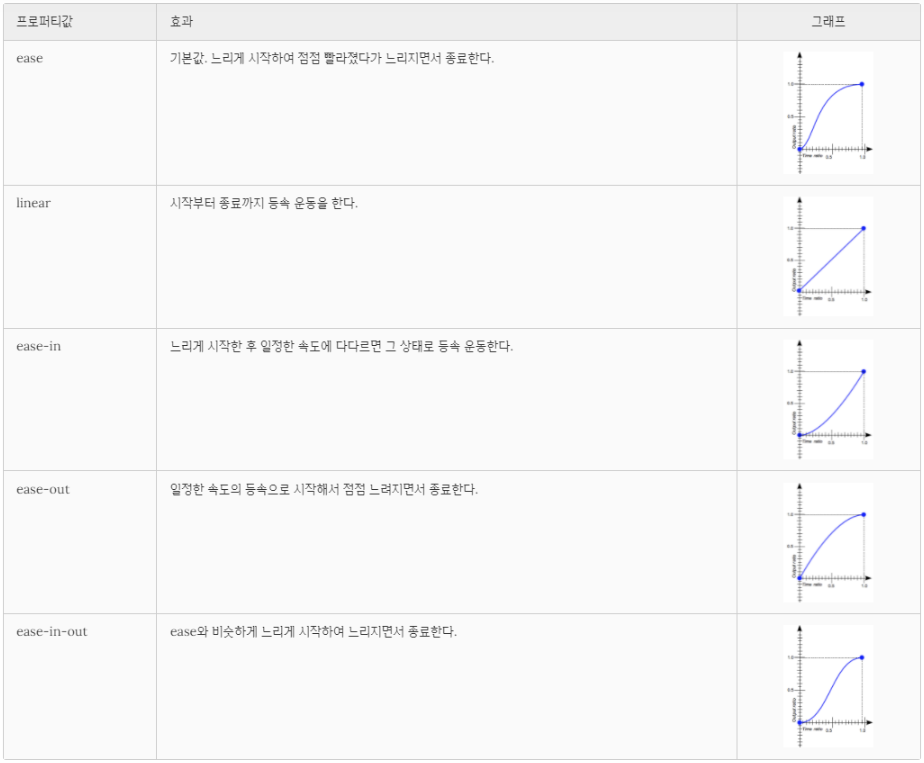 프로퍼티값 효과 그래프
ease 기본값. 느리게 시작하여 점점 빨라졌다가 느리지면서 종료한다.
1.0
0.5
Output ratio
Time ratio 0.5 1.0
linear 시작부터 종료까지 등속 운동을 한다.
1.0
0.5
Output ratio
Time ratio 0.5 1.0
ease-in 느리게 시작한 후 일정한 속도에 다다르면 그 상태로 등속 운동한다.
1.0
0.5
Output ratio
Time ratio 0.5 1.0
ease-out 일정한 속도의 등속으로 시작해서 점점 느려지면서 종료한다.
1.0
0.5
Output ratio
Time ratio 0.5 1.0
ease-in-out ease와 비슷하게 느리게 시작하여 느리지면서 종료한다.
1.0
0.5
Output ratio
Time ratio 0.5 1.0